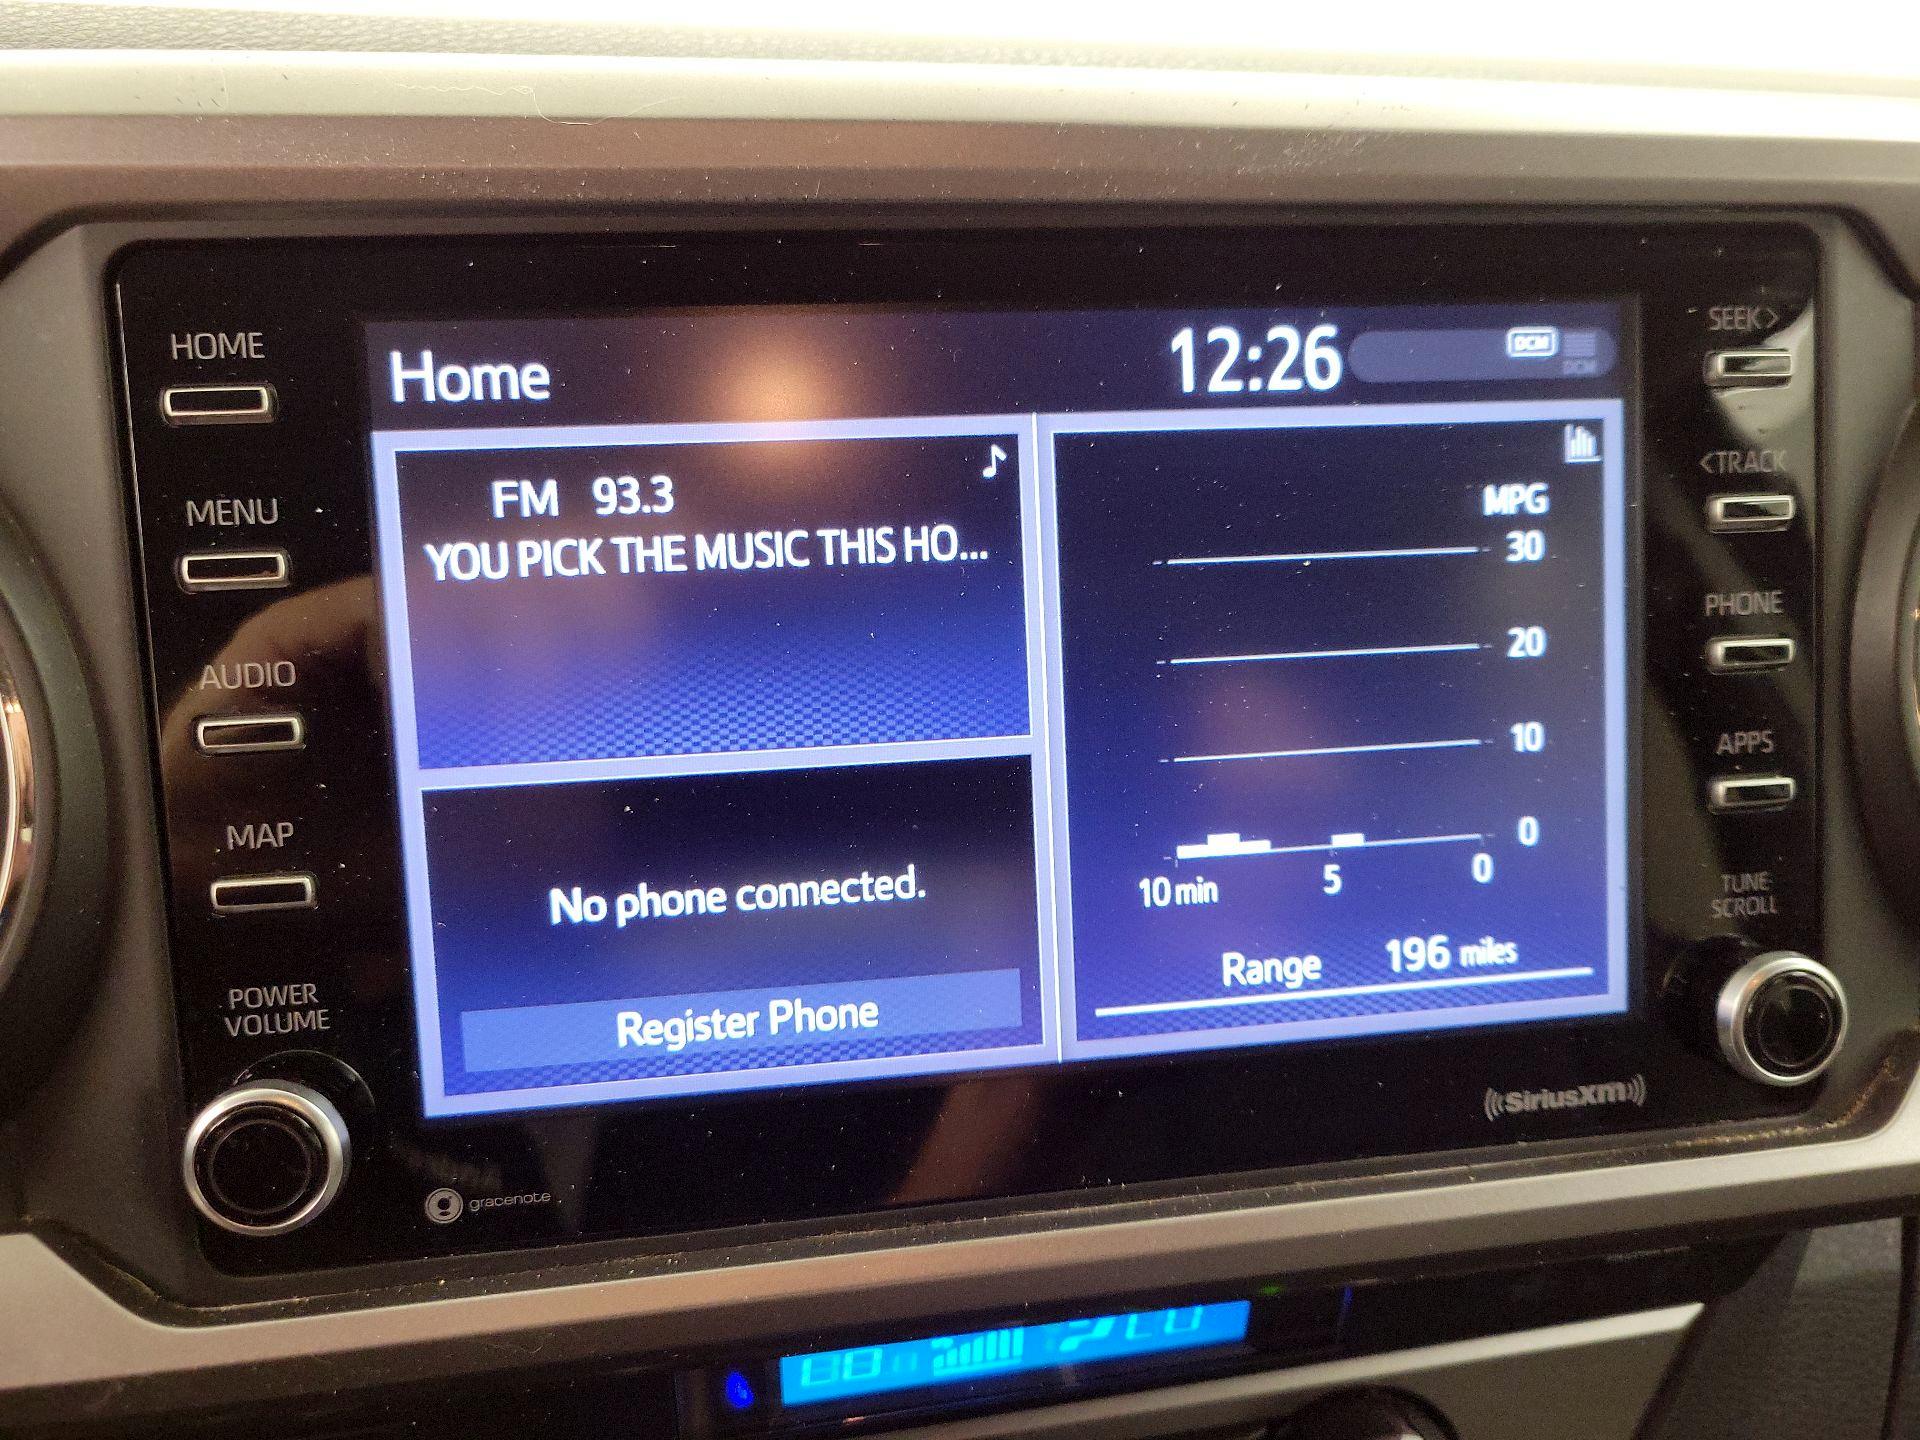 HOME
MENU
AUDIO
MAP
POWER
VOLUME
Home
12:26
DCM
DCM
FM 93.3
YOU PICK THE MUSIC THIS HO...
No phone connected.
Register Phone
MPG
30
20
10
0
10 min 5 0
Range 196 miles
SEEK>
<TRACK
PHONE
APPS
TUNE
SCROLL
SiriusXM
gracenote